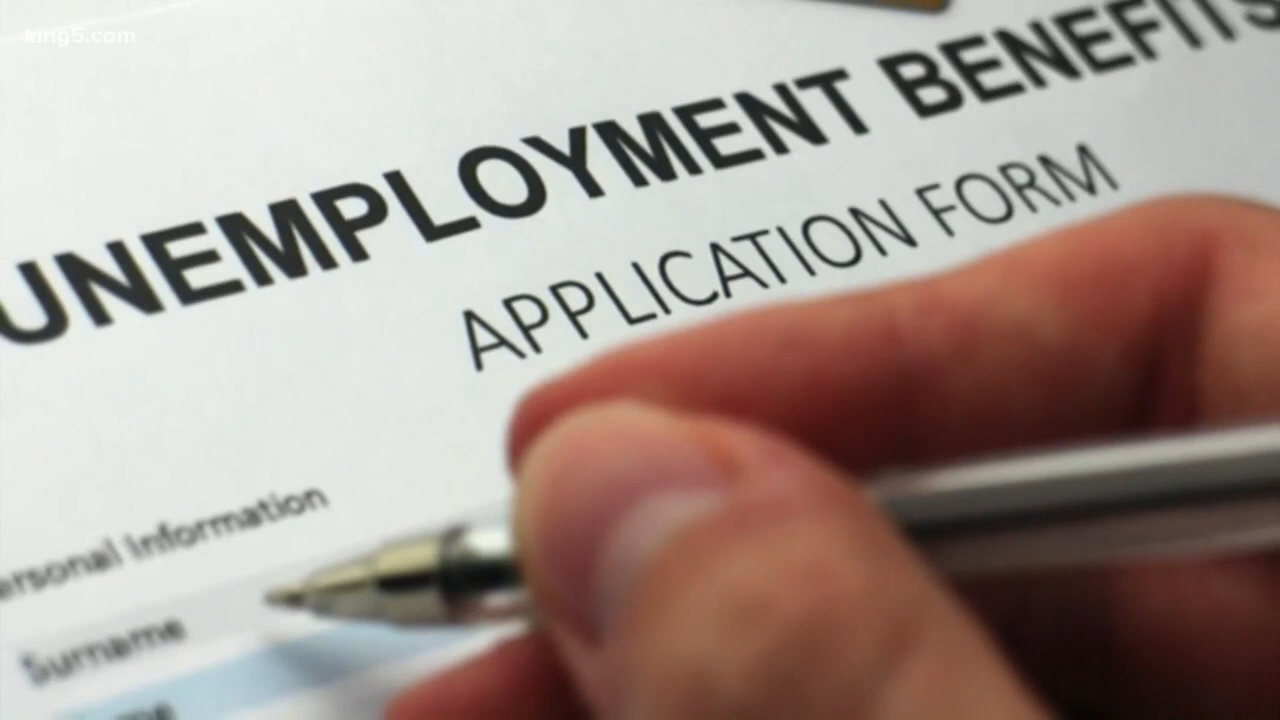 king5.com
UNEMPLOYMENT BENEFITS
APPLICATION FORM
ersonal Information
Surname